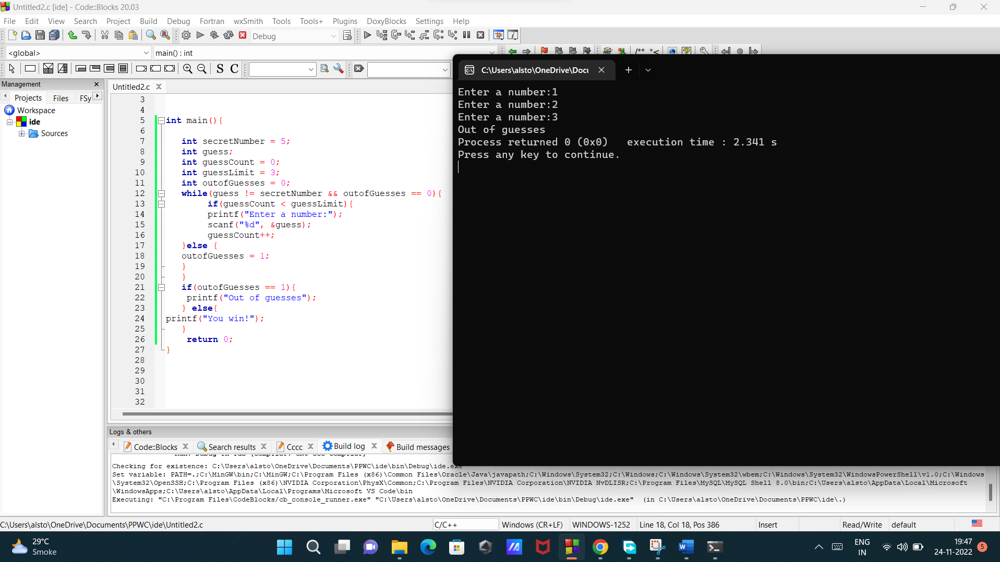 Untitled2.c [ide] - Code::Blocks 20.03
File Edit View Search Project Build Debug Fortran wxSmith Tools Tools+ Plugins DoxyBlocks Settings Help
Debug
<global> main() : int
/** *<
S C
Management
Projects Files FSy
Workspace
ide
Sources
Untitled2.c
3
4
5 int main(){
6
7 int secretNumber = 5;
8 int guess;
9 int guessCount = 0;
10 int guessLimit = 3;
11 int outofGuesses = 0;
12 while(guess != secretNumber && outofGuesses == 0){
13 if(guessCount < guessLimit){
14 printf("Enter a number:");
15 scanf("%d", &guess);
16 guessCount++;
17 }else {
18 outofGuesses = 1;
19 }
20 }
21 if(outofGuesses == 1){
22 printf("Out of guesses");
23 } else{
24 printf("You win!");
25 }
26 return 0;
27 }
28
29
30
31
32
C:\Users\alsto\OneDrive\Docu
Enter a number:1
Enter a number:2
Enter a number:3
Out of guesses
Process returned 0 (0x0)   execution time : 2.341 s
Press any key to continue.
Logs & others
Code::Blocks Search results Cccc Build log Build messages
Checking for existence: C:\Users\alsto\OneDrive\Documents\PPWC\ide\bin\Debug\ide.exe
Set variable: PATH=.;C:\MinGW\bin;C:\MinGW;C:\Program Files (x86)\Common Files\Oracle\Java\javapath;C:\Windows\System32;C:\Windows;C:\Windows\System32\wbem;C:\Windows\System32\WindowsPowerShell\v1.0;C:\Windows
\System32\OpenSSH;C:\Program Files (x86)\NVIDIA Corporation\PhysX\Common;C:\Program Files\NVIDIA Corporation\NVIDIA NvDLISR;C:\Program Files\MySQL\MySQL Shell 8.0\bin;C:\Users\alsto\AppData\Local\Microsoft
\WindowsApps;C:\Users\alsto\AppData\Local\Programs\Microsoft VS Code\bin
Executing: "C:\Program Files\CodeBlocks/cb_console_runner.exe" "C:\Users\alsto\OneDrive\Documents\PPWC\ide\bin\Debug\ide.exe"  (in C:\Users\alsto\OneDrive\Documents\PPWC\ide\.)
C:\Users\alsto\OneDrive\Documents\PPWC\ide\Untitled2.c C/C++ Windows (CR+LF) WINDOWS-1252 Line 18, Col 18, Pos 386 Insert Read/Write default
29°C
Smoke
ENG
IN
19:47
24-11-2022
5